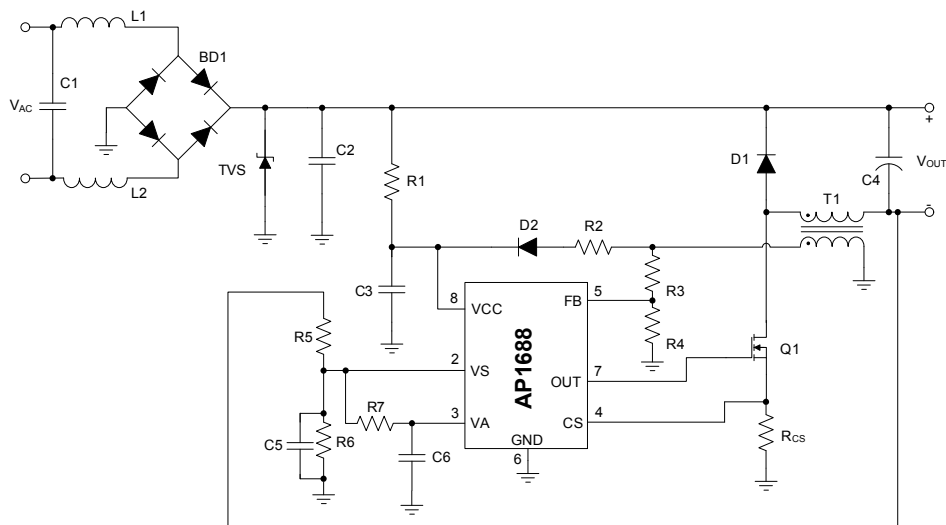 L1
BD1
C1
VAC
L2
TVS
C2
R1
D1
VOUT
C4
+
-
T1
D2
R2
C3
8
VCC
5
FB
R3
R4
R5
2
VS
AP1688
OUT
7
Q1
R7
3
VA
CS
4
C5
R6
C6
GND
6
RCS